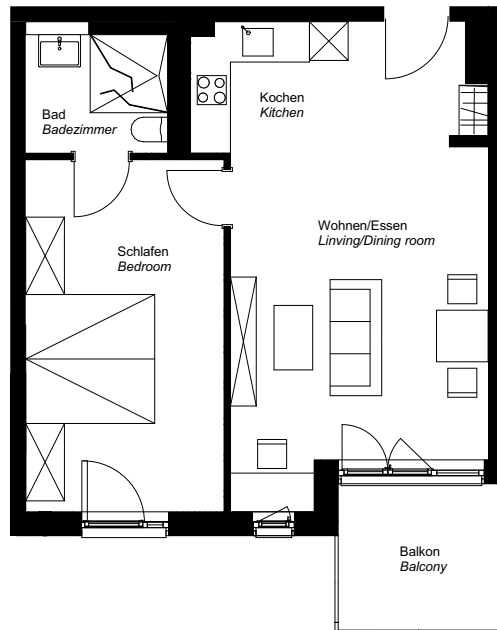 Kochen
Kitchen
Bad
Badezimmer
Wohnen/Essen
Linving/Dining room
Schlafen
Bedroom
Balkon
Balcony